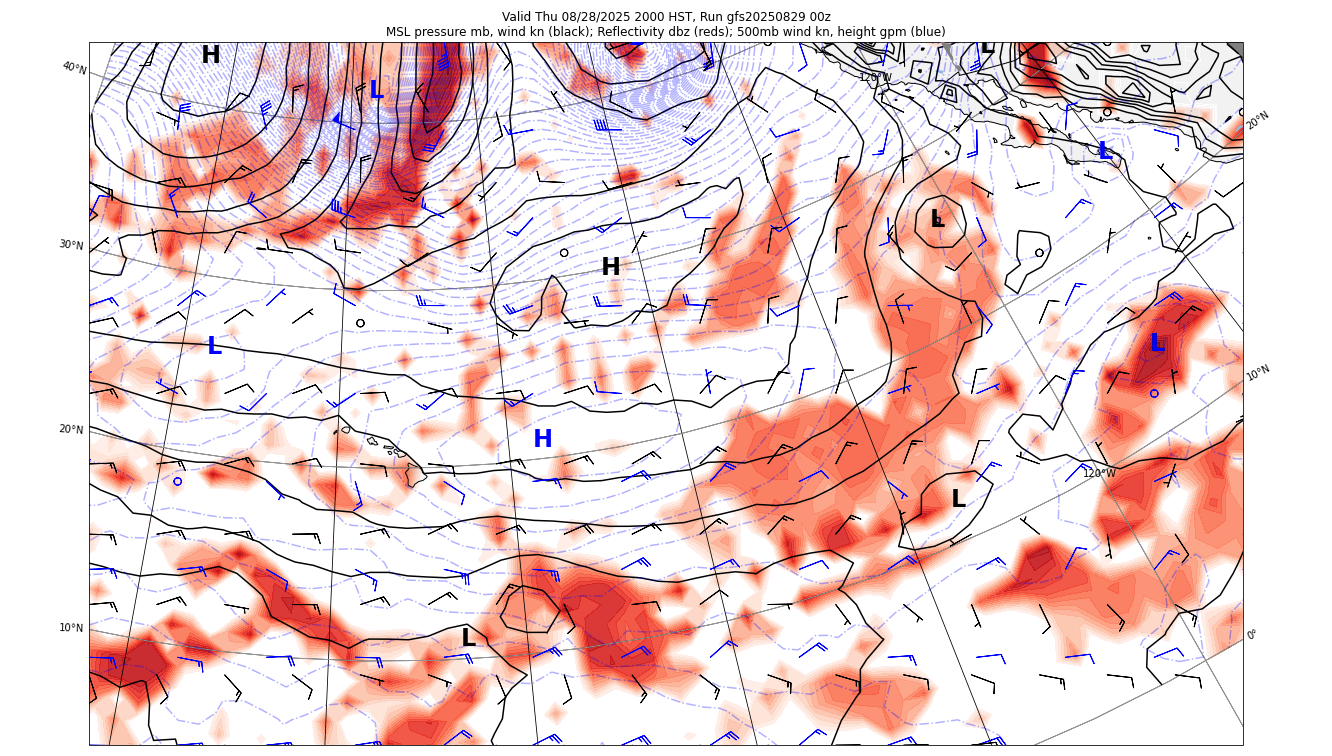 Valid Thu 08/28/2025 2000 HST, Run gfs20250829 00z
MSL pressure mb, wind kn (black); Reflectivity dbz (reds); 500mb wind kn, height gpm (blue)
H
L
40°N
120°W
L
20°N
L
L
30°N
H
L
L
10°N
20°N
H
120°W
L
10°N
L
0°